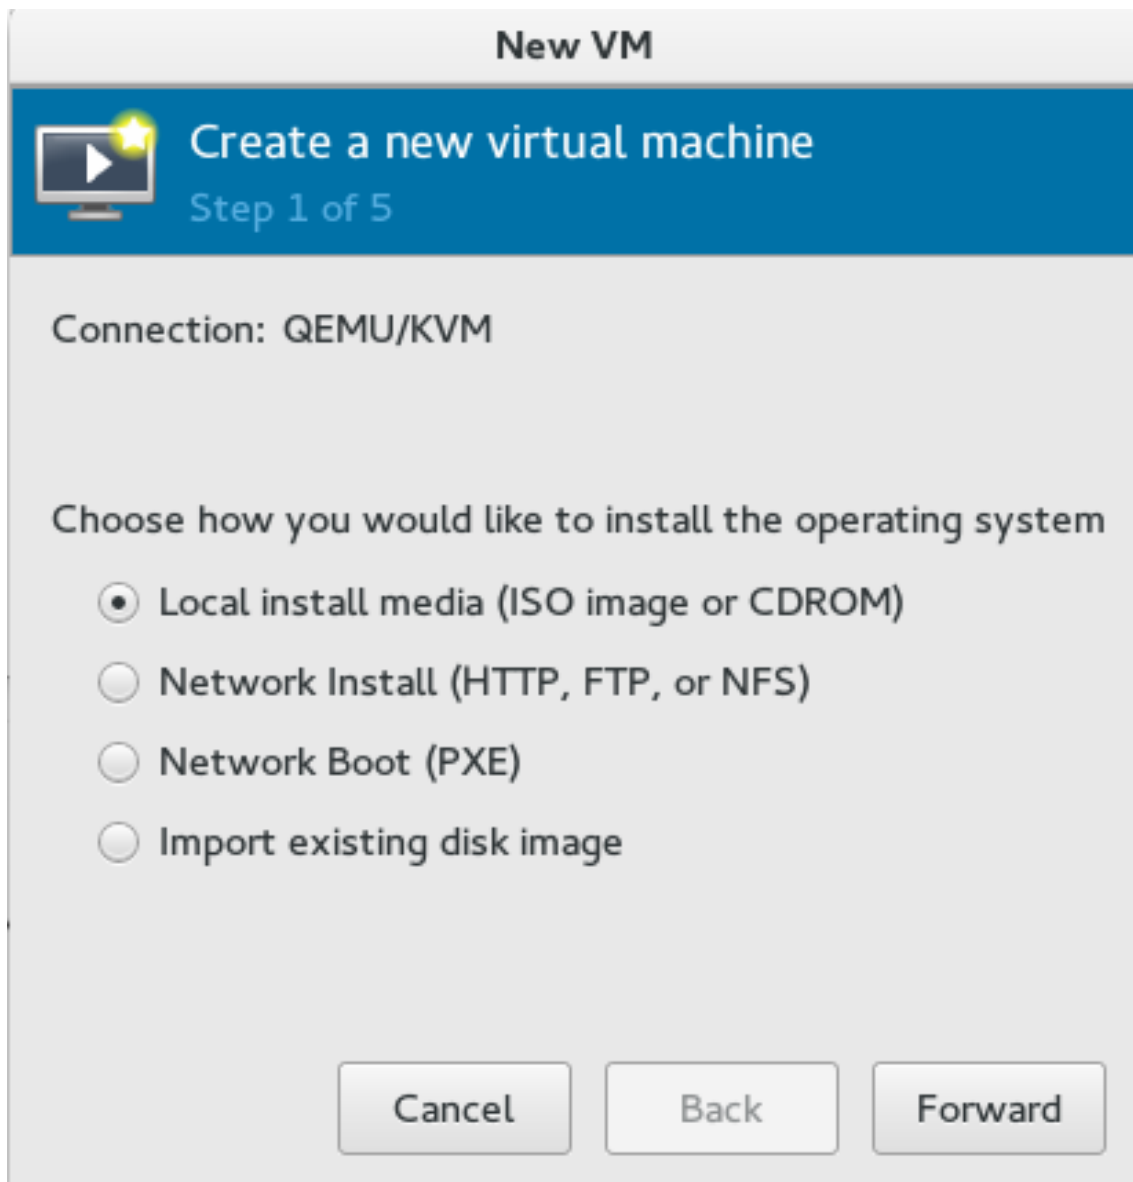 New VM
Create a new virtual machine
Step 1 of 5
Connection: QEMU/KVM
Choose how you would like to install the operating system
Local install media (ISO image or CDROM)
Network Install (HTTP, FTP, or NFS)
Network Boot (PXE)
Import existing disk image
Cancel Back Forward